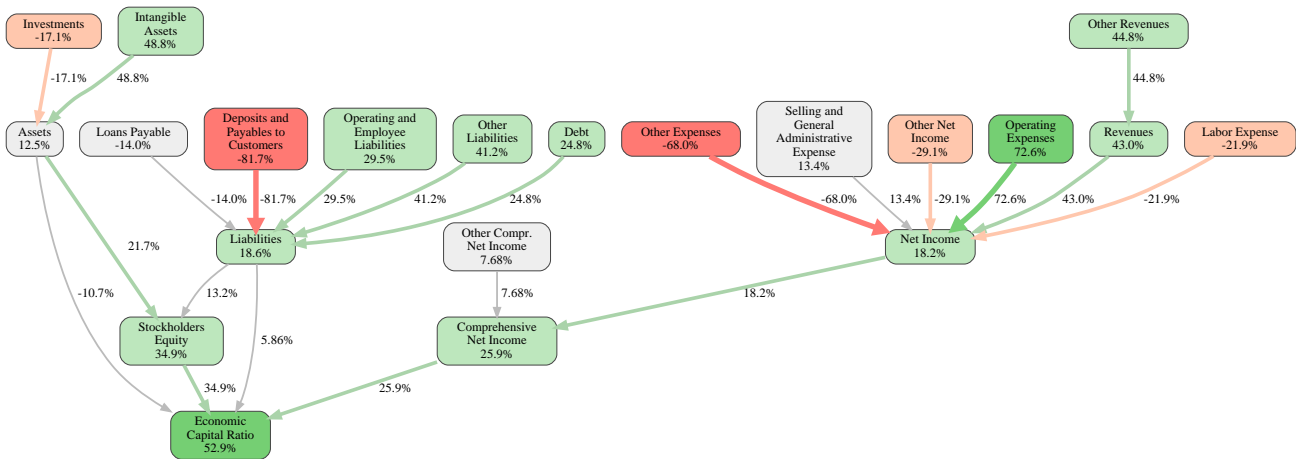 Investments
-17.1%
Intangible
Assets
48.8%
Other Revenues
44.8%
-17.1%
48.8%
44.8%
Assets
12.5%
Loans Payable
-14.0%
Deposits and
Payables to
Customers
-81.7%
Operating and
Employee
Liabilities
29.5%
Other
Liabilities
41.2%
Debt
24.8%
Other Expenses
-68.0%
Selling and
General
Administrative
Expense
13.4%
Other Net
Income
-29.1%
Operating
Expenses
72.6%
Revenues
43.0%
Labor Expense
-21.9%
-14.0%
-81.7%
29.5%
41.2%
24.8%
-68.0%
13.4%
-29.1%
72.6%
43.0%
-21.9%
21.7%
Liabilities
18.6%
Other Compr.
Net Income
7.68%
Net Income
18.2%
-10.7%
13.2%
7.68%
18.2%
Stockholders
Equity
34.9%
5.86%
Comprehensive
Net Income
25.9%
34.9%
25.9%
Economic
Capital Ratio
52.9%